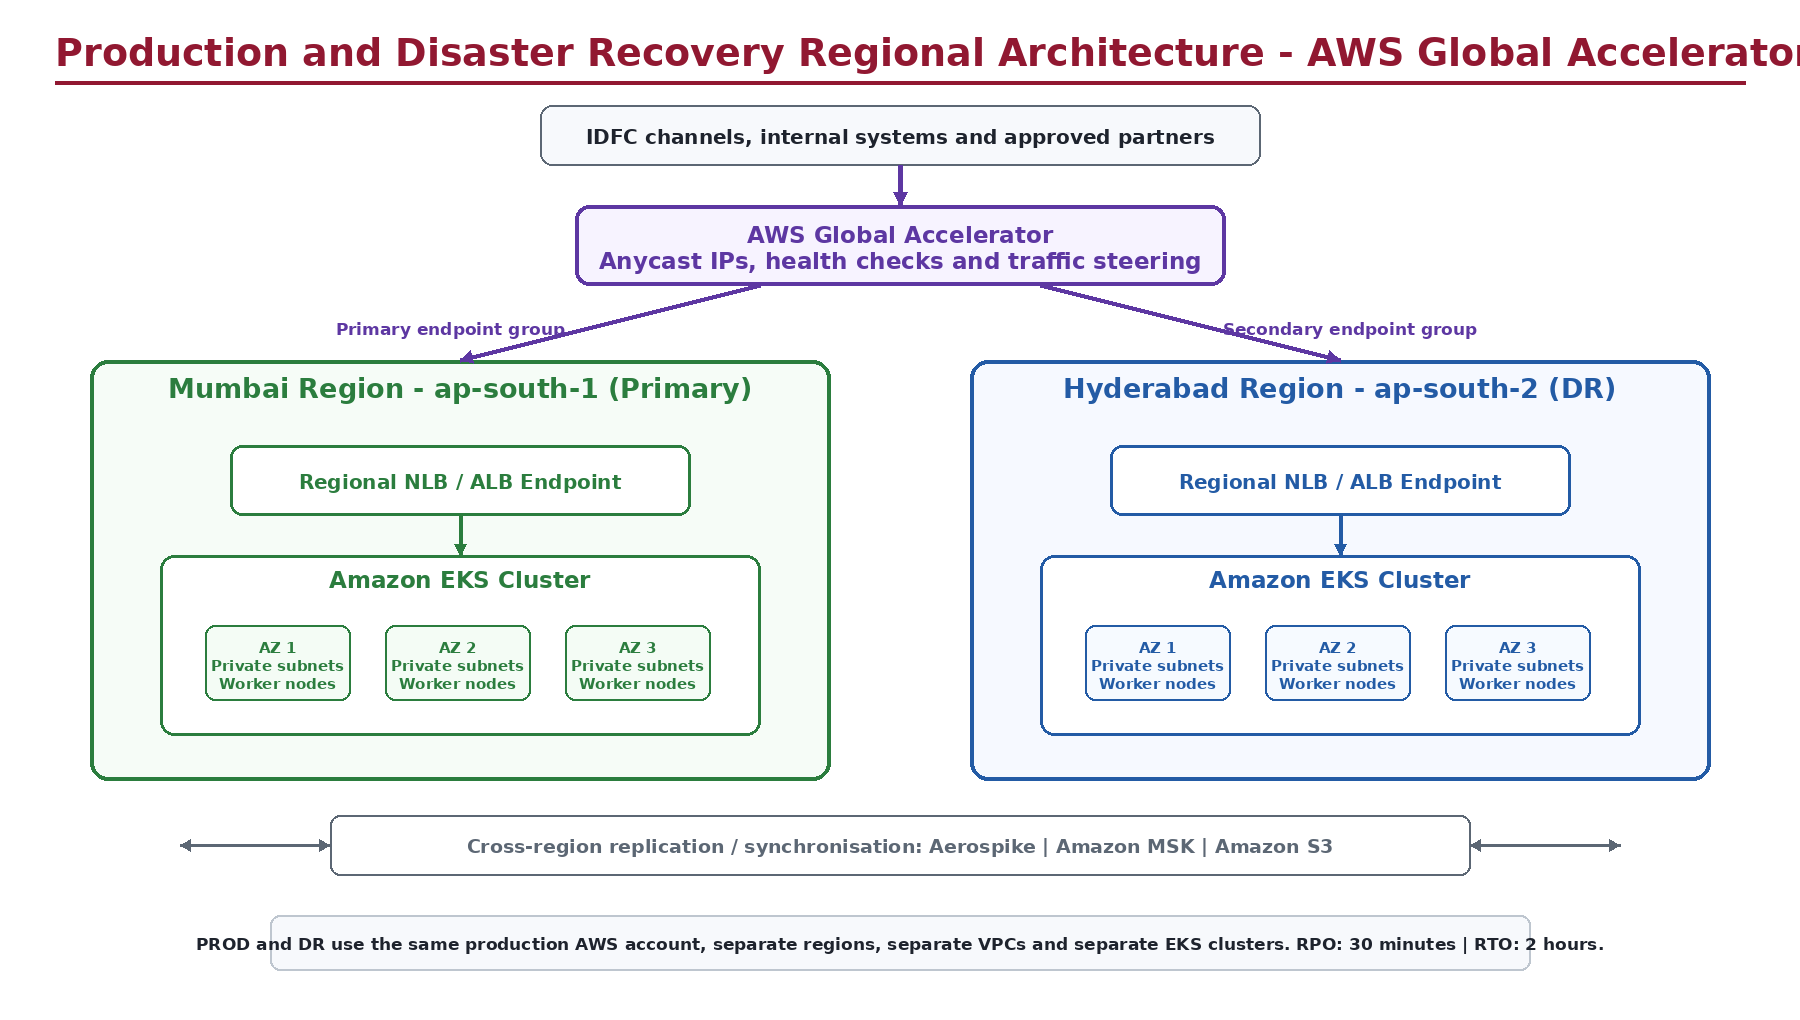 Production and Disaster Recovery Regional Architecture - AWS Global Accelerator
IDFC channels, internal systems and approved partners
AWS Global Accelerator
Anycast IPs, health checks and traffic steering
Primary endpoint group
Secondary endpoint group
Mumbai Region - ap-south-1 (Primary)
Regional NLB / ALB Endpoint
Amazon EKS Cluster
AZ 1
Private subnets
Worker nodes
AZ 2
Private subnets
Worker nodes
AZ 3
Private subnets
Worker nodes
Hyderabad Region - ap-south-2 (DR)
Regional NLB / ALB Endpoint
Amazon EKS Cluster
AZ 1
Private subnets
Worker nodes
AZ 2
Private subnets
Worker nodes
AZ 3
Private subnets
Worker nodes
Cross-region replication / synchronisation: Aerospike | Amazon MSK | Amazon S3
PROD and DR use the same production AWS account, separate regions, separate VPCs and separate EKS clusters. RPO: 30 minutes | RTO: 2 hours.